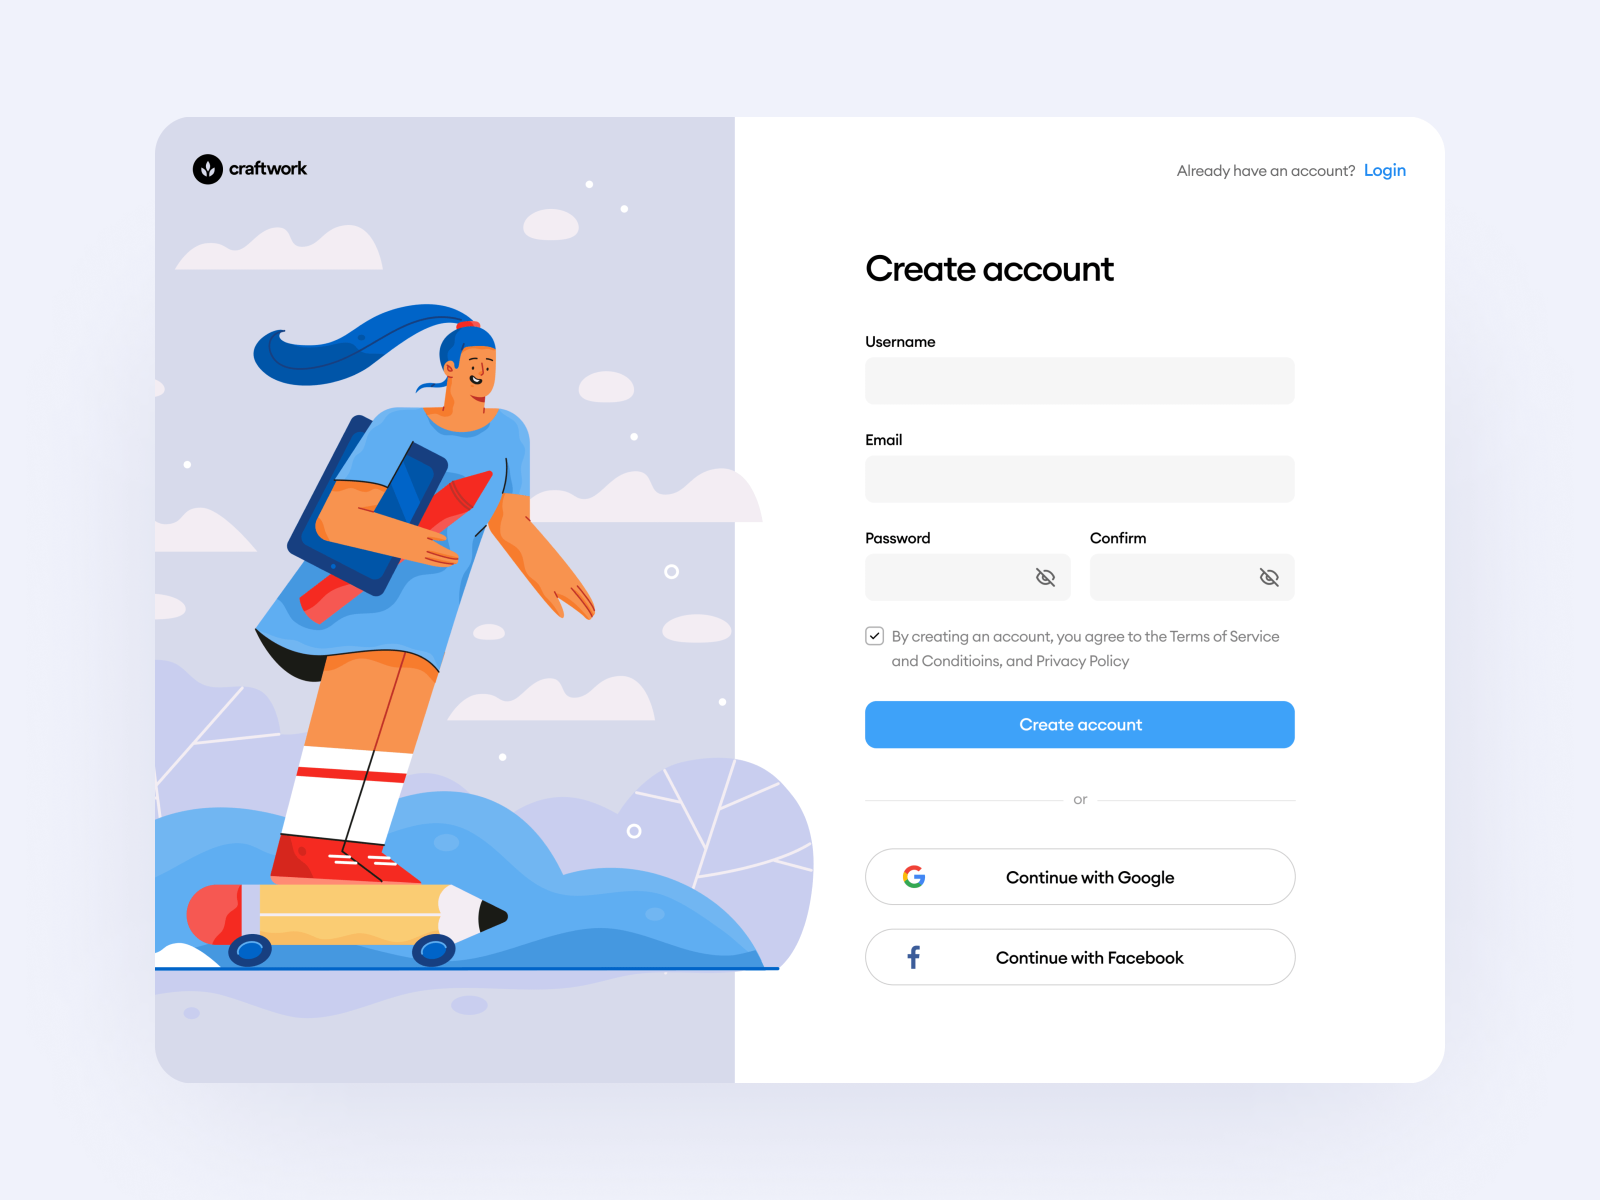 craftwork
Already have an account? Login
Create account
Username
Email
Password
Confirm
By creating an account, you agree to the Terms of Service
and Conditioins, and Privacy Policy
Create account
or
Continue with Google
Continue with Facebook